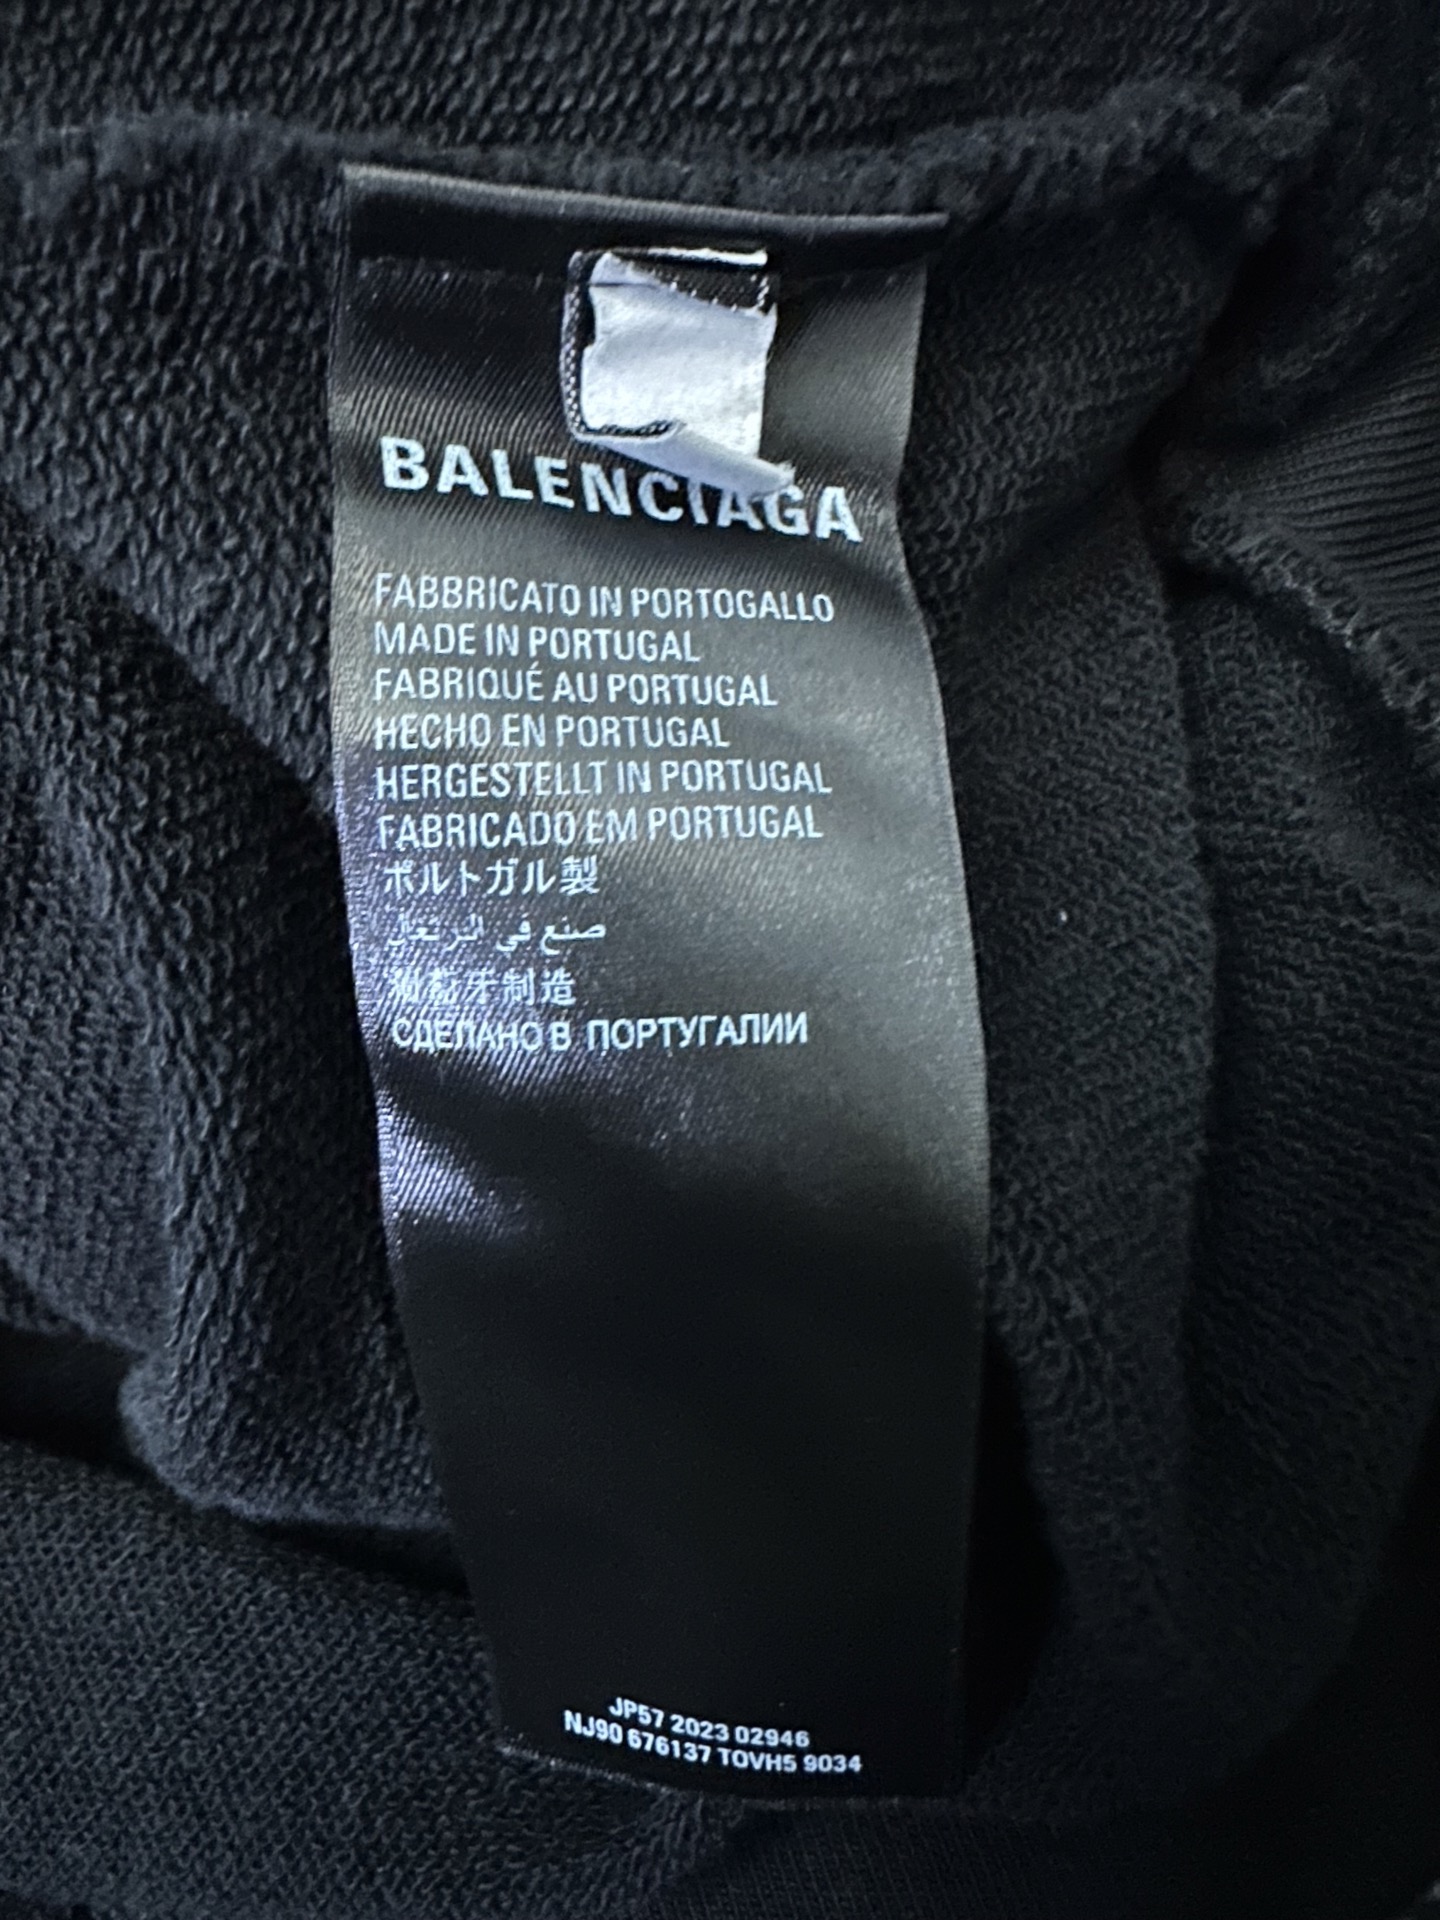 BALENCIAGA
FABBRICATO IN PORTOGALLO
MADE IN PORTUGAL
FABRIQUÉ AU PORTUGAL
HECHO EN PORTUGAL
HERGESTELLT IN PORTUGAL
FABRICADO EM PORTUGAL
ポルトガル製
صنع في البرتغال
葡萄牙制造
СДЕЛАНО В ПОРТУГАЛИИ
JP57 2023 02946
NJ90 676137 TOVH5 9034